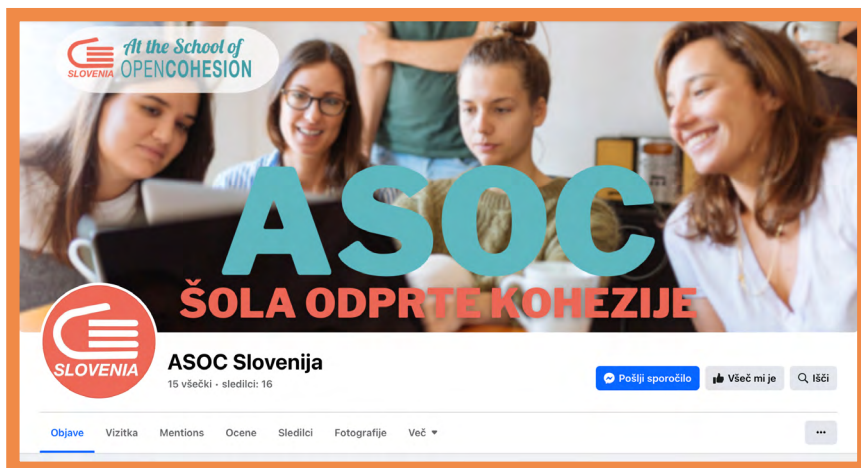 At the School of
OPENCOHESION
SLOVENIA
ASOC
ŠOLA ODPRTE KOHEZIJE
SLOVENIA
ASOC Slovenija
15 všečki · sledilci: 16
Pošlji sporočilo
Všeč mi je
Išči
Objave Vizitka Mentions Ocene Sledilci Fotografije Več